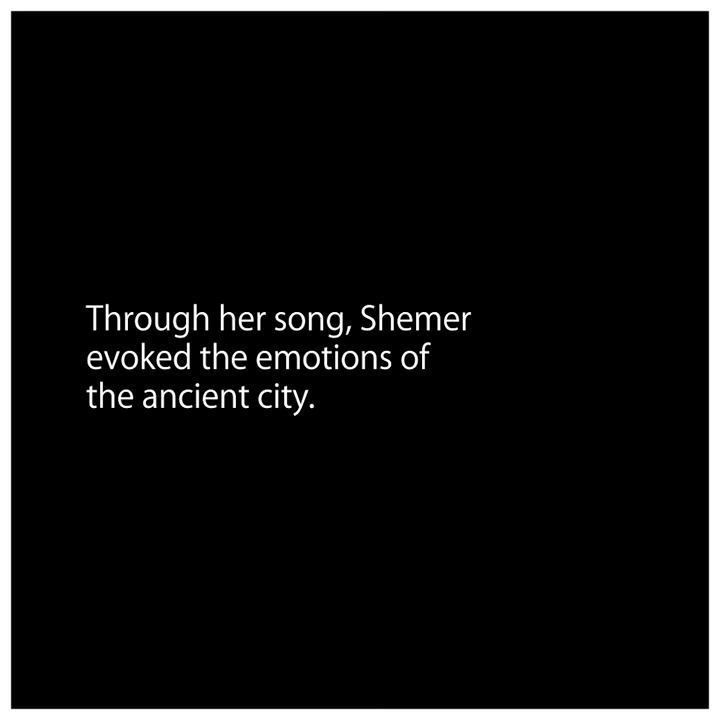 Through her song, Shemer
evoked the emotions of
the ancient city.